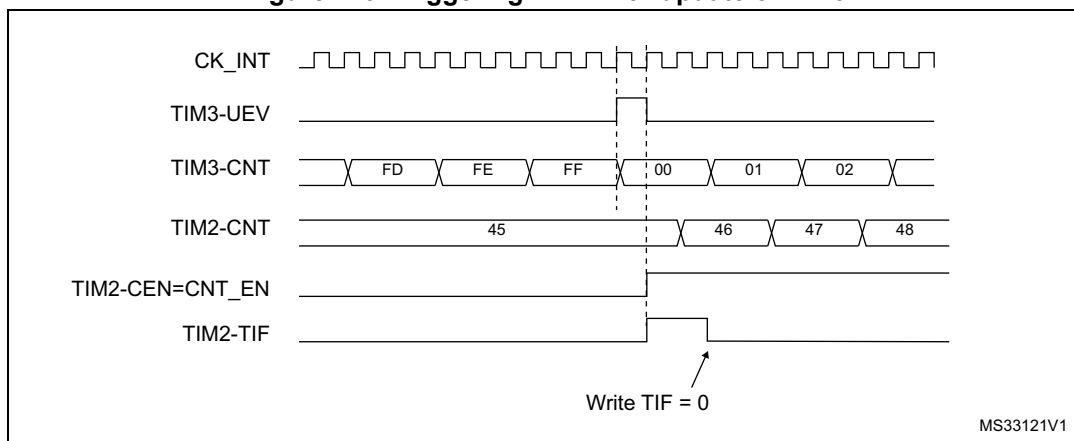 CK_INT
TIM3-UEV
TIM3-CNT FD FE FF 00 01 02
TIM2-CNT 45 46 47 48
TIM2-CEN=CNT_EN
TIM2-TIF
Write TIF = 0
MS33121V1